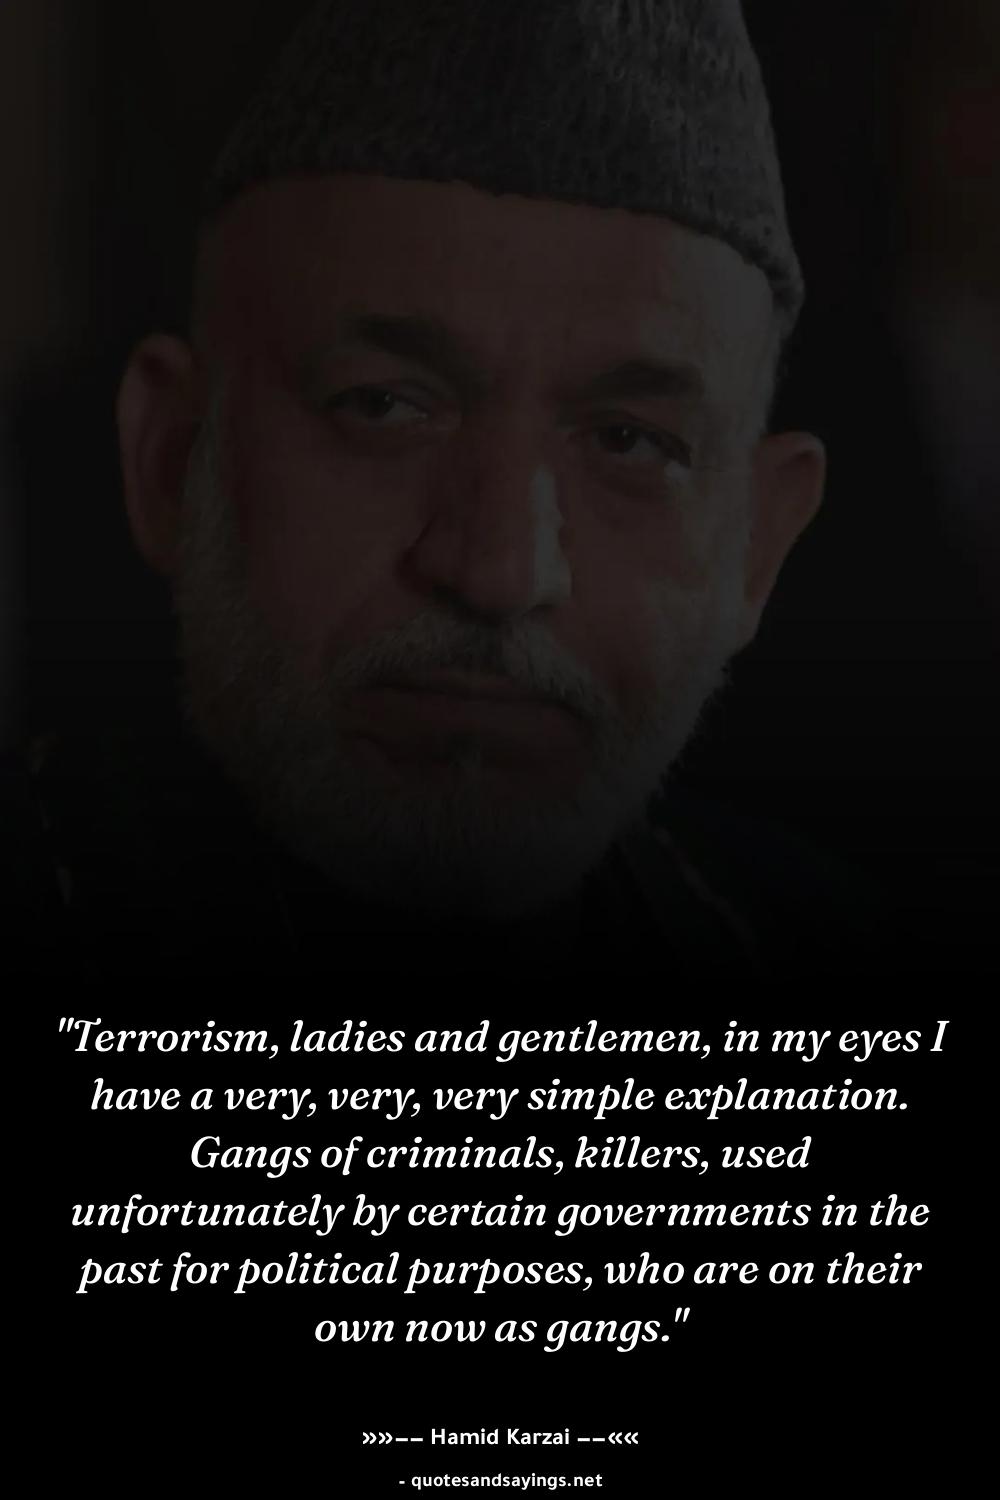 "Terrorism, ladies and gentlemen, in my eyes I
have a very, very, very simple explanation.
Gangs of criminals, killers, used
unfortunately by certain governments in the
past for political purposes, who are on their
own now as gangs."
»»−− Hamid Karzai −−««
- quotesandsayings.net